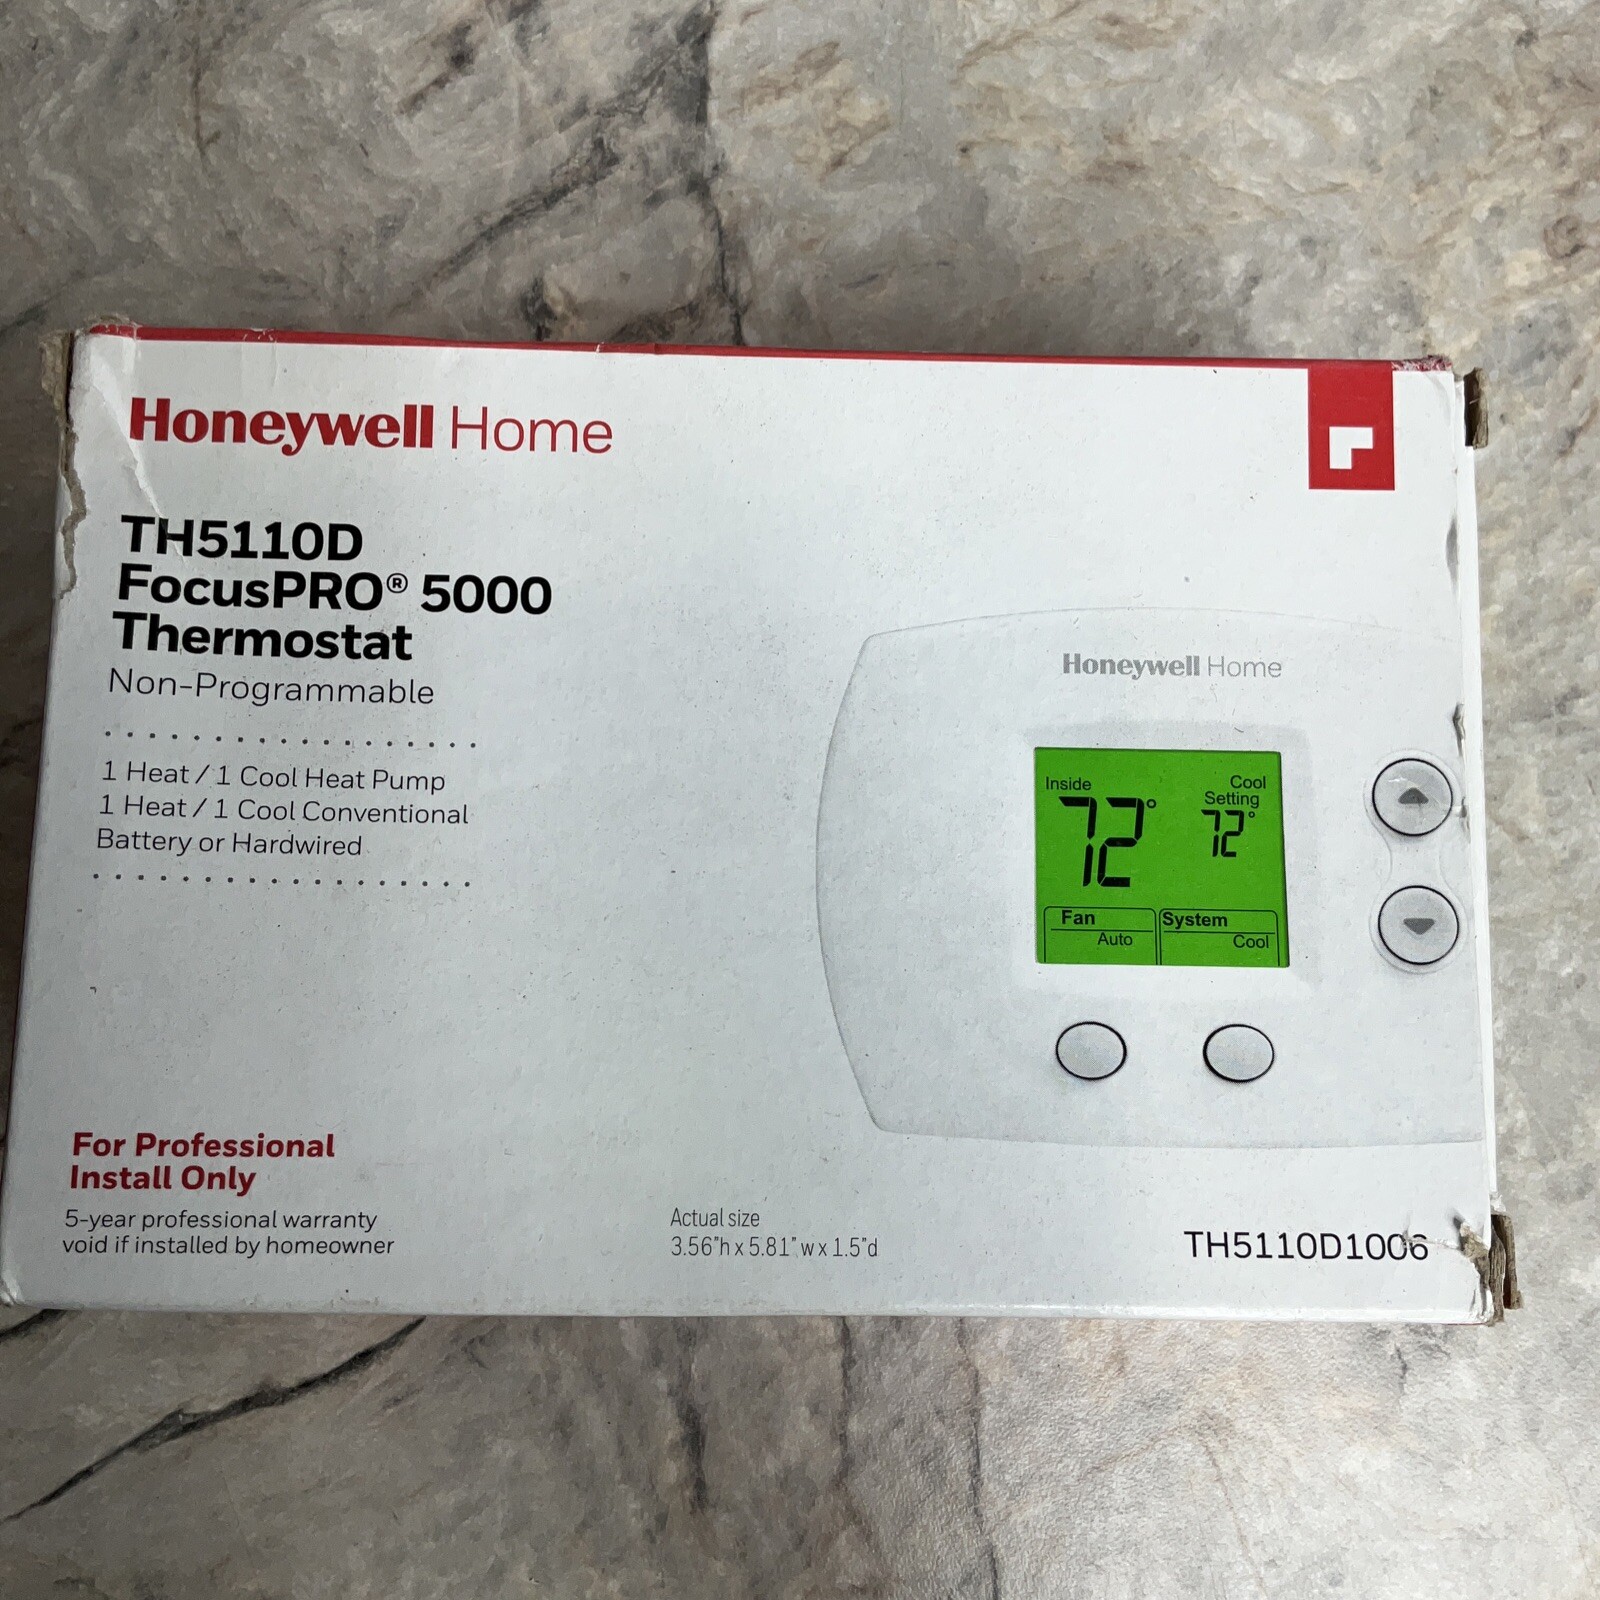 Honeywell Home
TH5110D
FocusPRO® 5000
Thermostat
Non-Programmable
1 Heat / 1 Cool Heat Pump
1 Heat / 1 Cool Conventional
Battery or Hardwired
Honeywell Home
Inside
72°
Cool
Setting
72°
Fan
Auto
System
Cool
For Professional
Install Only
5-year professional warranty
void if installed by homeowner
Actual size
3.56"h x 5.81" w x 1.5"d
TH5110D1006